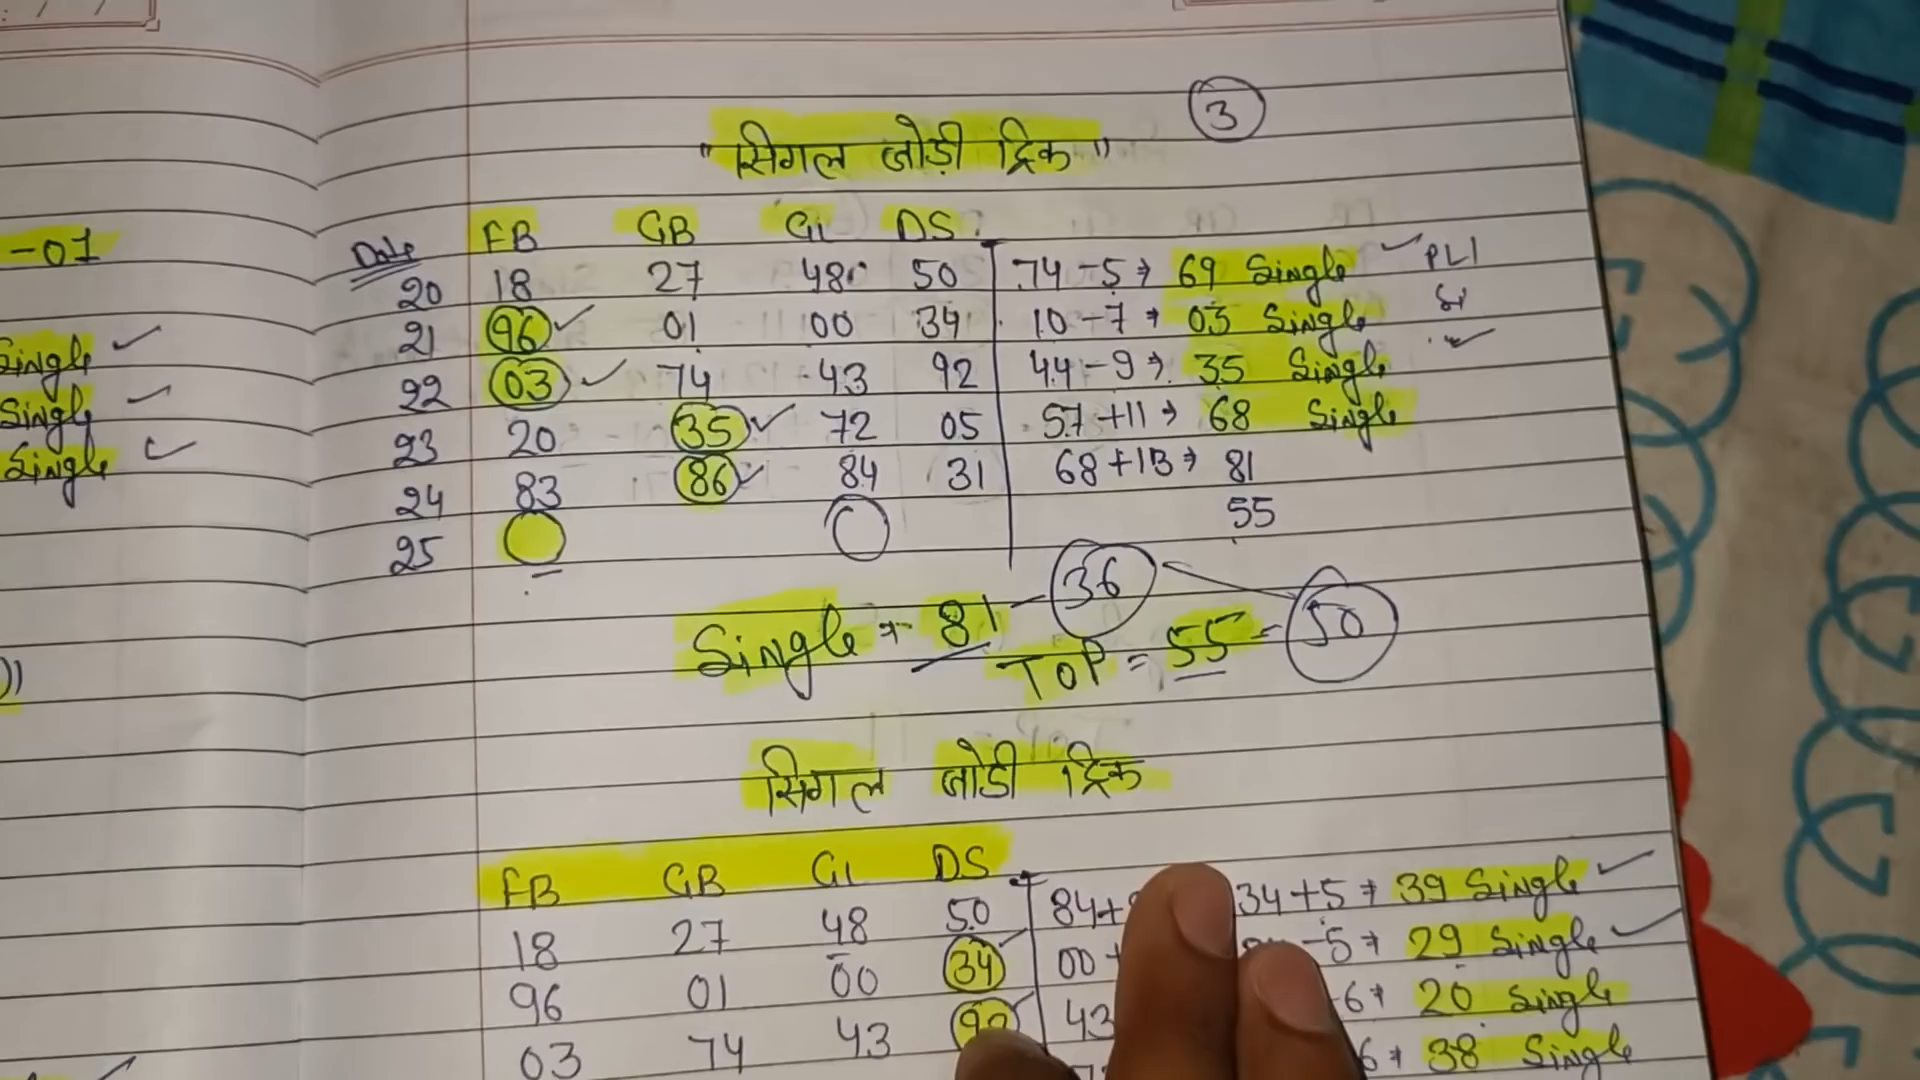 3
"सिगल जोड़ी ट्रिक"
-01
Date FB GB GL DS
20 18 27 48 50 74-5→ 69 Single ✓ PLI
21 96 ✓ 01 00 34 10-7→ 03 Single
Single ✓
22 03 ✓ 74 43 92 44-9→ 35 Single
Single ✓
23 20 35 ✓ 72 05 57+11→ 68 Single
Single ✓
24 83 86 ✓ 84 31 68+13→ 81
55
25
Single → 81 - 36
TOP = 55 - 50
सिगल जोडी ट्रिक
FB GB GL DS
18 27 48 50 84+ 34+5→ 39 Single ✓
96 01 00 34 00+ -5→ 29 Single ✓
03 74 43 92 43 6→ 20 Single
6→ 38 Single